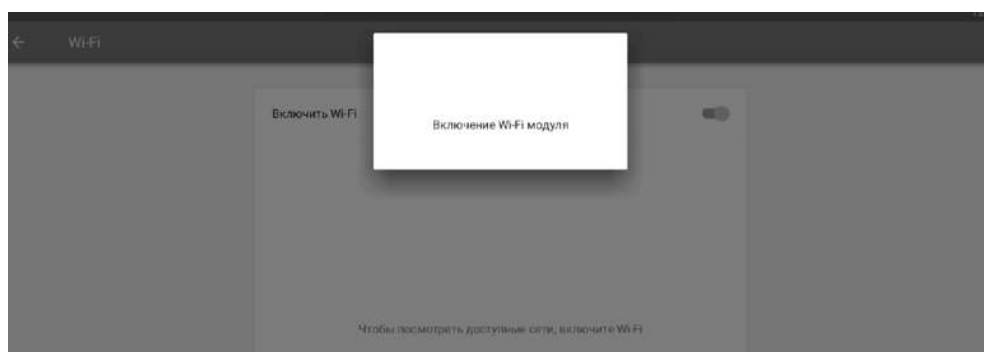 Wi-Fi
Включить Wi-Fi
Включение Wi-Fi модуля
Чтобы посмотреть доступные сети, включите Wi-Fi